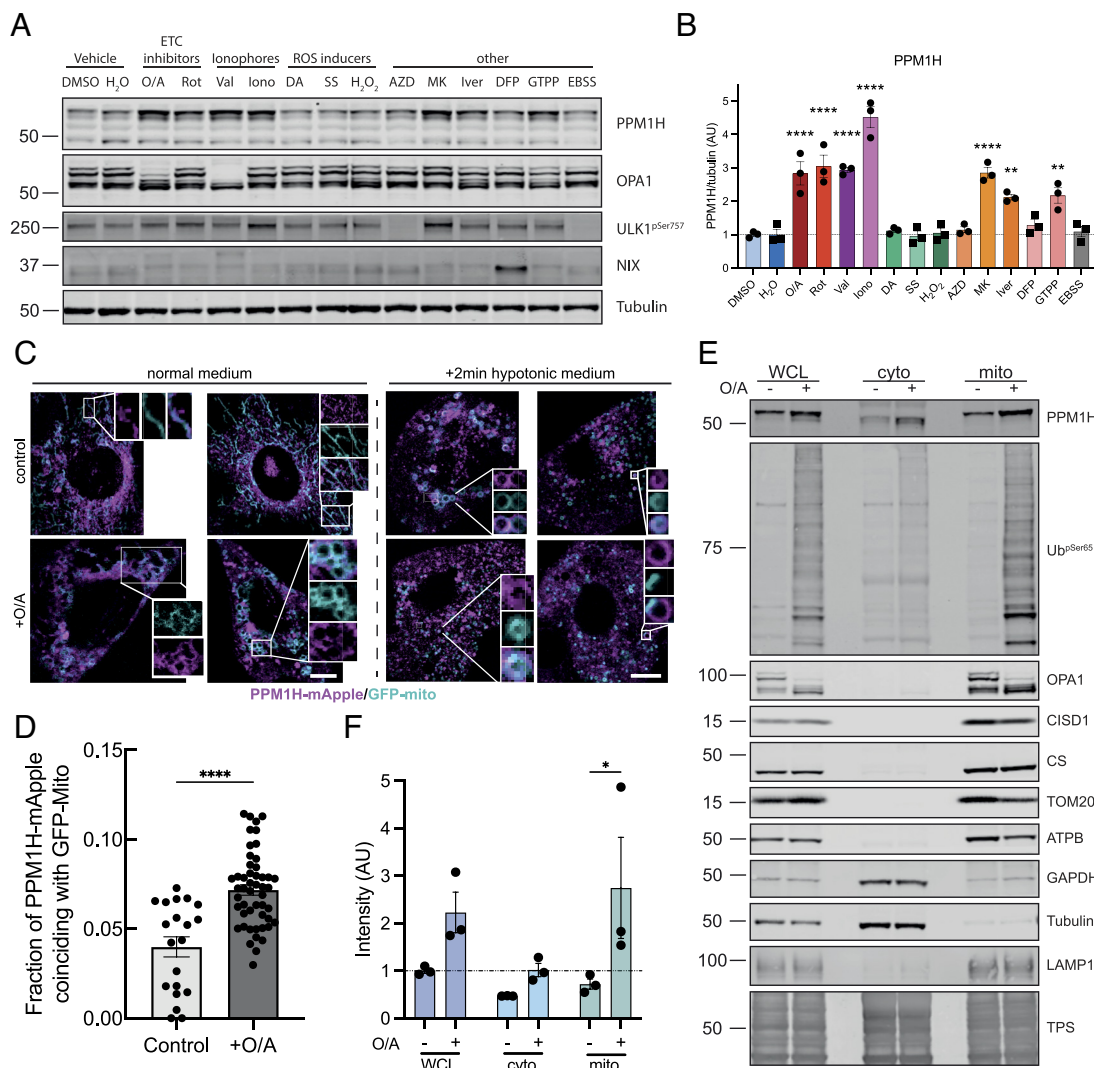 A
Vehicle
ETC
inhibitors
Ionophores
ROS inducers
other
DMSO H₂O O/A Rot Val Iono DA SS H₂O₂ AZD MK Iver DFP GTPP EBSS
50
PPM1H
50
OPA1
250
ULK1pSer757
37
NIX
50
Tubulin
B
PPM1H
PPM1H/tubulin (AU)
5
4
3
2
1
0
**** **** **** **** **** ** **
DMSO H₂O O/A Rot Val Iono DA SS H₂O₂ AZD MK Iver DFP GTPP EBSS
C
normal medium
+2min hypotonic medium
control
+O/A
PPM1H-mApple/GFP-mito
D
Fraction of PPM1H-mApple
coinciding with GFP-Mito
0.15
0.10
0.05
0.00
****
Control +O/A
F
Intensity (AU)
5
4
3
2
1
0
*
O/A - + - + - +
WCL cyto mito
E
WCL cyto mito
O/A - + - + - +
50
PPM1H
75
UbpSer65
100
OPA1
15
CISD1
50
CS
15
TOM20
50
ATPB
50
GAPDH
50
Tubulin
100
LAMP1
50
TPS